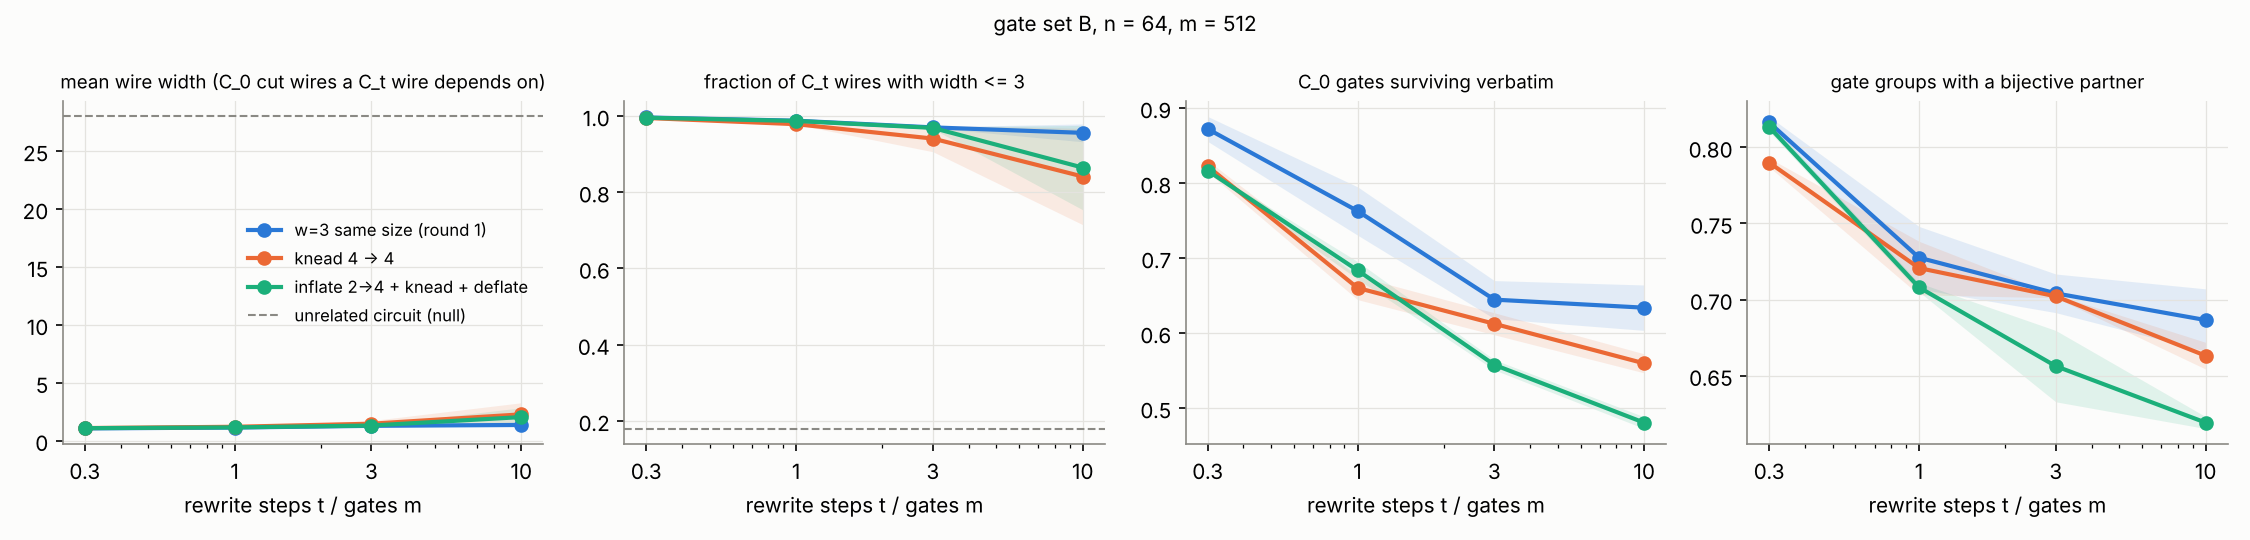 gate set B, n = 64, m = 512
mean wire width (C_0 cut wires a C_t wire depends on)
25
20
15
10
5
0
w=3 same size (round 1)
knead 4 → 4
inflate 2→4 + knead + deflate
unrelated circuit (null)
0.3 1 3 10
rewrite steps t / gates m
fraction of C_t wires with width <= 3
1.0
0.8
0.6
0.4
0.2
0.3 1 3 10
rewrite steps t / gates m
C_0 gates surviving verbatim
0.9
0.8
0.7
0.6
0.5
0.3 1 3 10
rewrite steps t / gates m
gate groups with a bijective partner
0.80
0.75
0.70
0.65
0.3 1 3 10
rewrite steps t / gates m